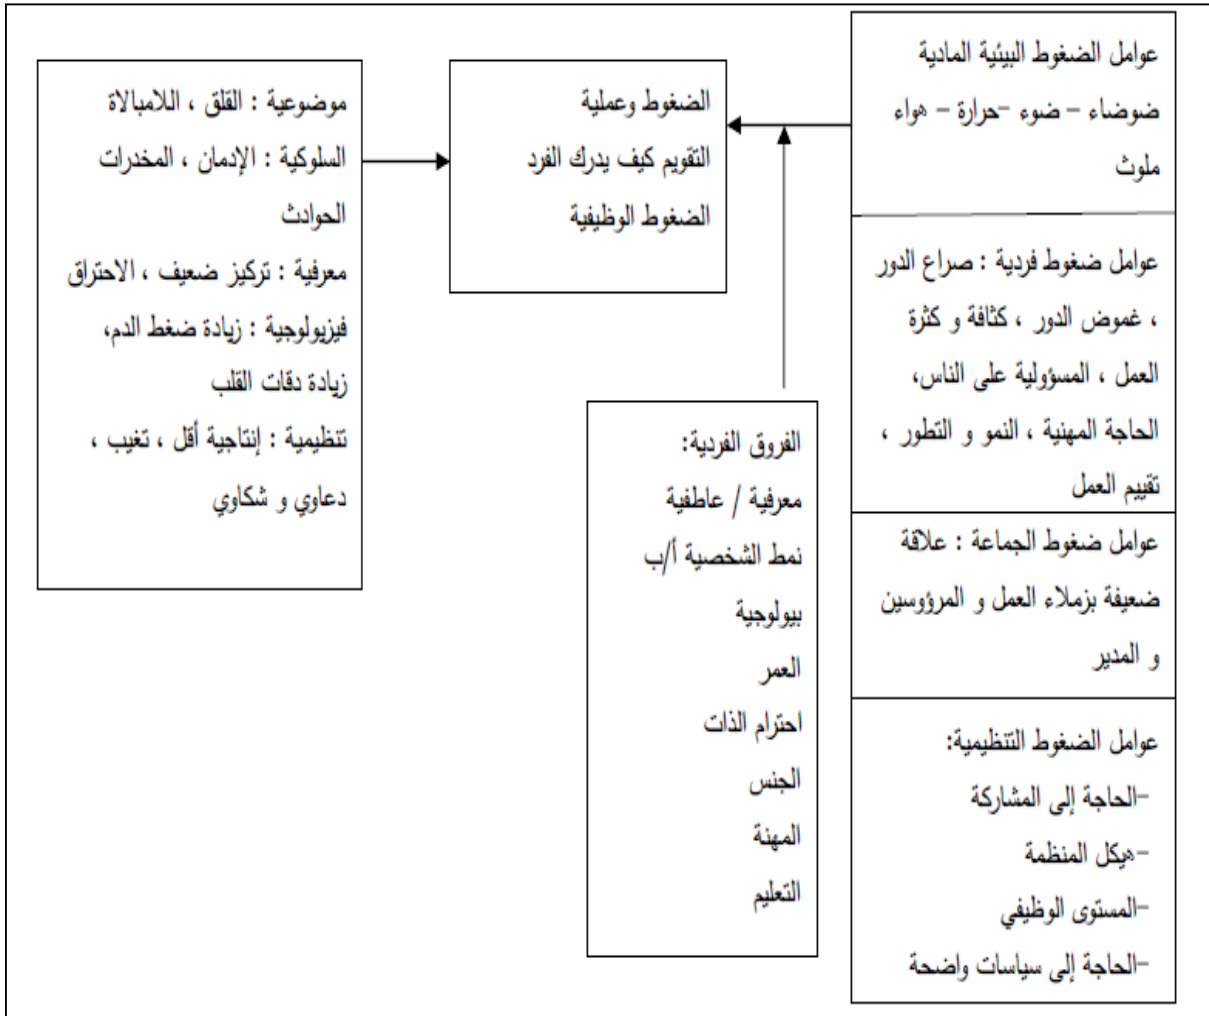 عوامل الضغوط البيئية المادية
ضوضاء – ضوء –حرارة – هواء
ملوث
عوامل ضغوط فردية : صراع الدور
، غموض الدور ، كثافة و كثرة
العمل ، المسؤولية على الناس،
الحاجة المهنية ، النمو و التطور ،
تقييم العمل
عوامل ضغوط الجماعة : علاقة
ضعيفة بزملاء العمل و المرؤوسين
و المدير
عوامل الضغوط التنظيمية:
–الحاجة إلى المشاركة
–هيكل المنظمة
–المستوى الوظيفي
–الحاجة إلى سياسات واضحة
الضغوط وعملية
التقويم كيف يدرك الفرد
الضغوط الوظيفية
الفروق الفردية:
معرفية / عاطفية
نمط الشخصية أ/ب
بيولوجية
العمر
احترام الذات
الجنس
المهنة
التعليم
موضوعية : القلق ، اللامبالاة
السلوكية : الإدمان ، المخدرات
الحوادث
معرفية : تركيز ضعيف ، الاحتراق
فيزيولوجية : زيادة ضغط الدم،
زيادة دقات القلب
تنظيمية : إنتاجية أقل ، تغيب ،
دعاوي و شكاوي